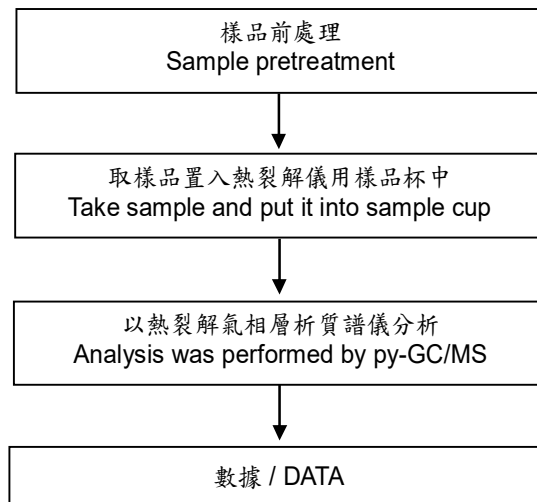 樣品前處理
Sample pretreatment
取樣品置入熱裂解儀用樣品杯中
Take sample and put it into sample cup
以熱裂解氣相層析質譜儀分析
Analysis was performed by py-GC/MS
數據 / DATA